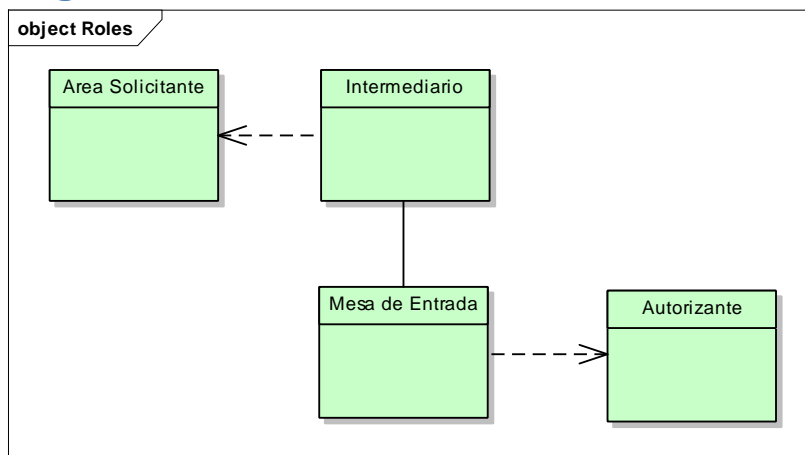 object Roles
Area Solicitante
Intermediario
Mesa de Entrada
Autorizante